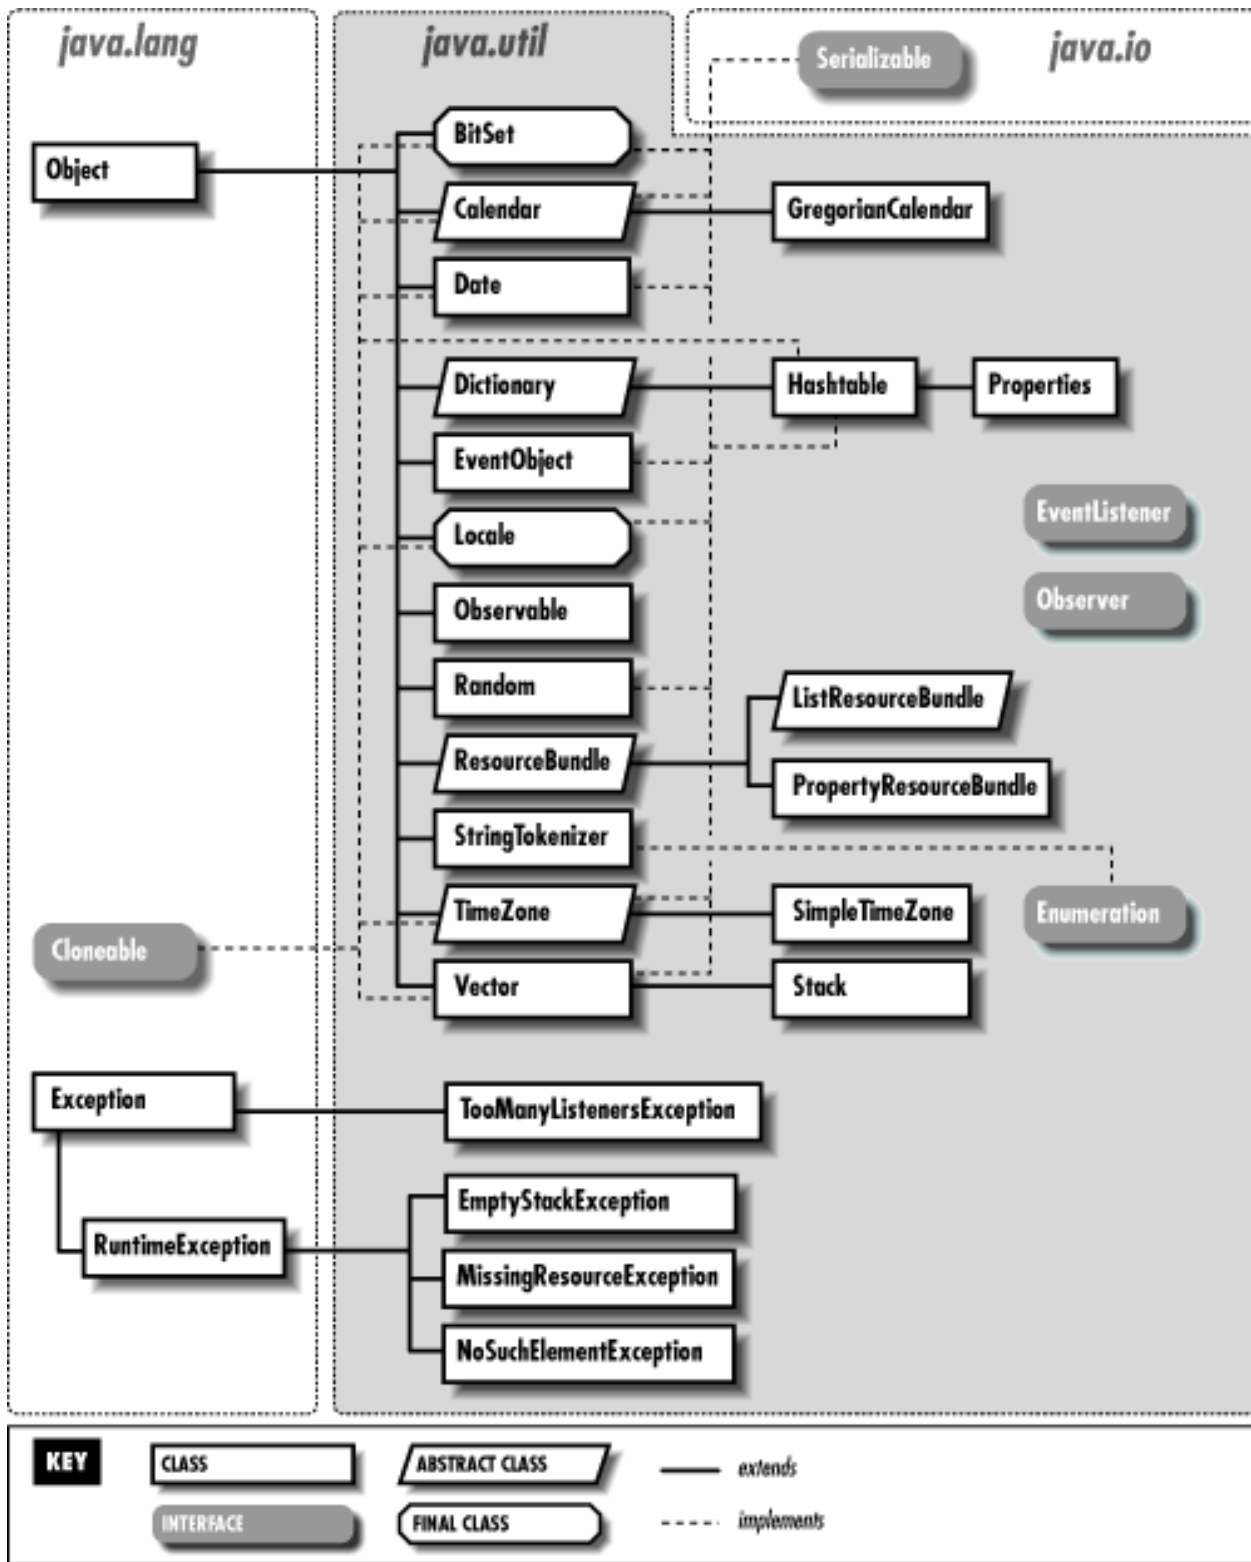 java.lang
java.util
java.io
Serializable
BitSet
Object
Calendar
GregorianCalendar
Date
Dictionary
Hashtable
Properties
EventObject
EventListener
Locale
Observer
Observable
Random
ListResourceBundle
ResourceBundle
PropertyResourceBundle
StringTokenizer
TimeZone
SimpleTimeZone
Enumeration
Cloneable
Vector
Stack
Exception
TooManyListenersException
EmptyStackException
RuntimeException
MissingResourceException
NoSuchElementException
KEY
CLASS
ABSTRACT CLASS
extends
INTERFACE
FINAL CLASS
implements